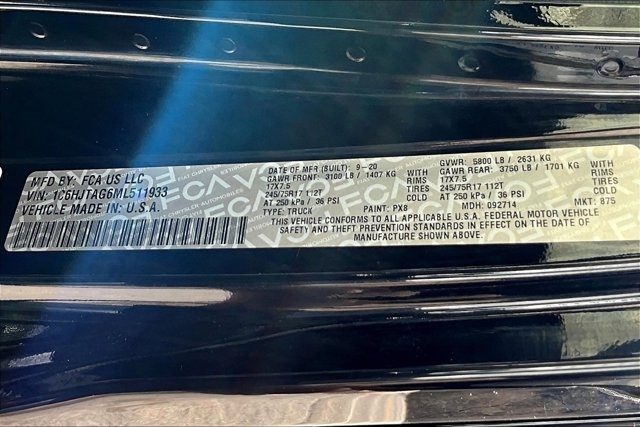 MFD BY: FCA US LLC
VIN: 1C6HJTAG6ML511933
VEHICLE MADE IN: U.S.A.
DATE OF MFR (BUILT): 9-20 GVWR: 5800 LB / 2631 KG
GAWR FRONT: 3100 LB / 1407 KG WITH GAWR REAR: 3750 LB / 1701 KG WITH
17X7.5 RIMS 17X7.5 RIMS
245/75R17 112T TIRES 245/75R17 112T TIRES
AT 250 kPa / 36 PSI COLD AT 250 kPa / 36 PSI COLD
TYPE: TRUCK PAINT: PX8 MDH: 092714 MKT: 875
THIS VEHICLE CONFORMS TO ALL APPLICABLE U.S.A. FEDERAL MOTOR VEHICLE
SAFETY AND THEFT PREVENTION STANDARDS IN EFFECT ON THE DATE OF
MANUFACTURE SHOWN ABOVE.